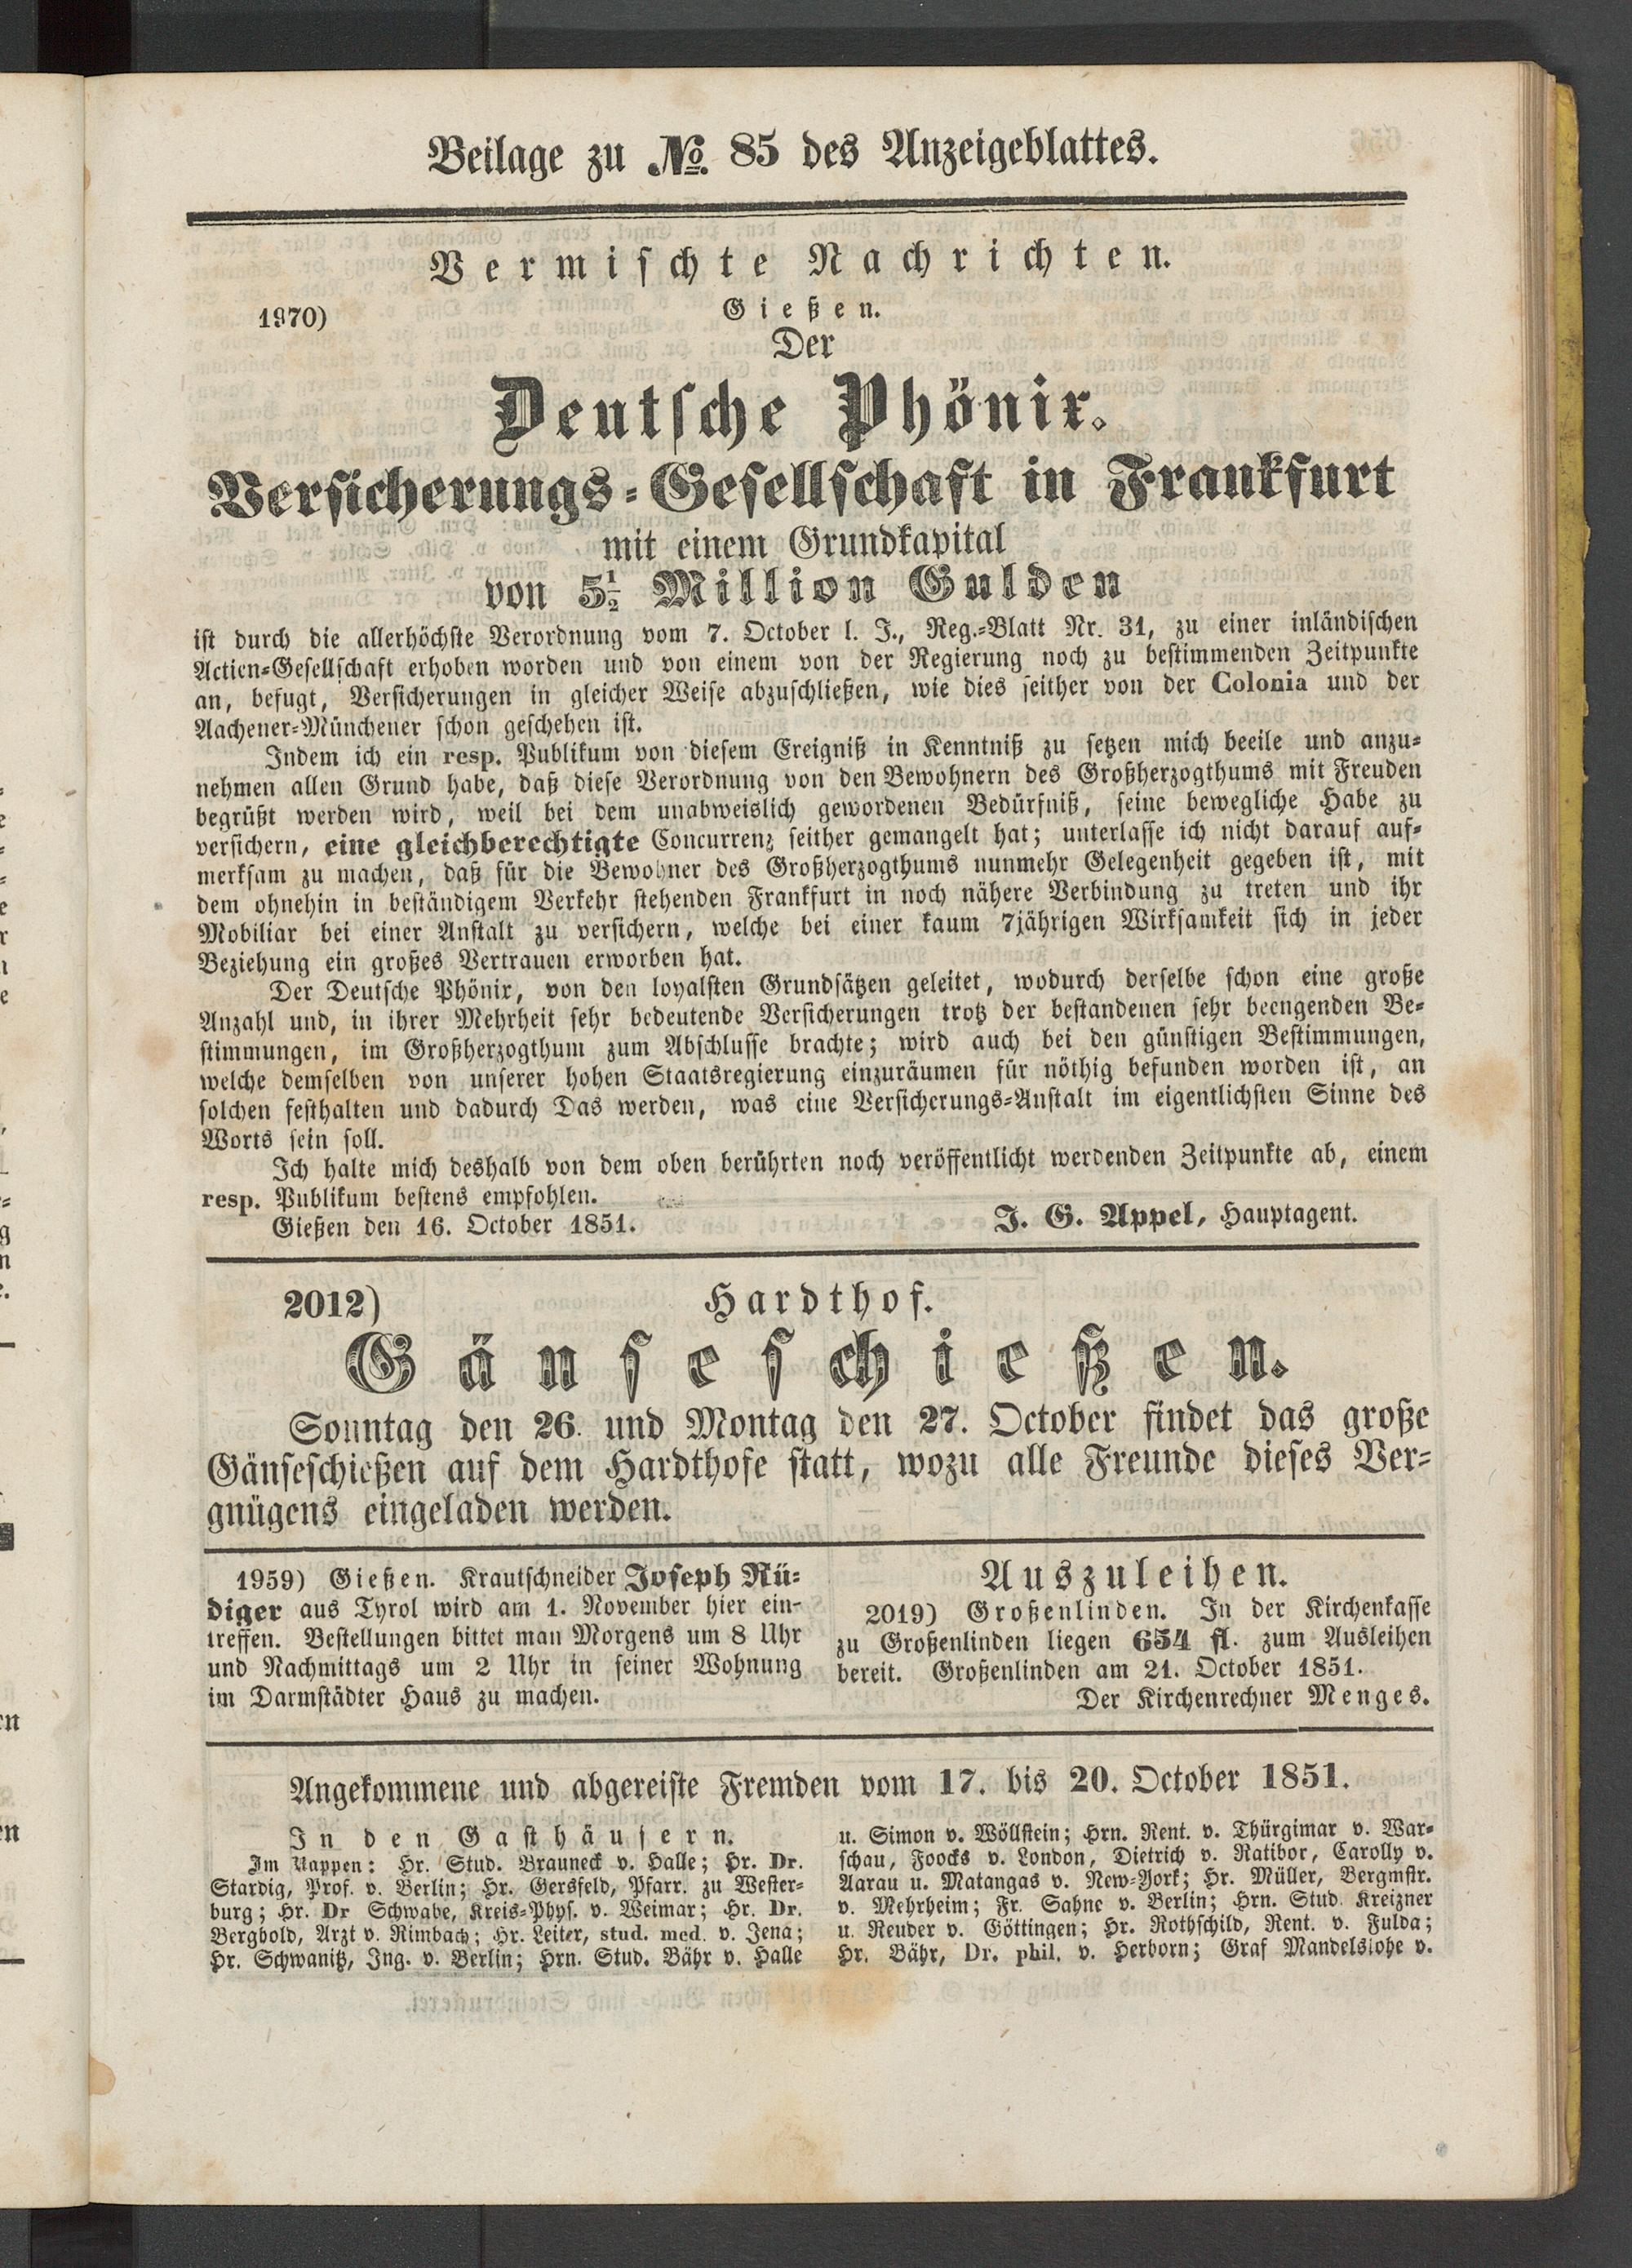 Beilage zu No. 85 des Anzeigeblattes.
Vermischte Nachrichten.
1970) Gießen.
Der
Deutsche Phönix.
Versicherungs-Gesellschaft in Frankfurt
mit einem Grundkapital
von 5½ Million Gulden
ist durch die allerhöchste Verordnung vom 7. October l. J., Reg.-Blatt Nr. 31, zu einer inländischen
Actien-Gesellschaft erhoben worden und von einem von der Regierung noch zu bestimmenden Zeitpunkte
an, befugt, Versicherungen in gleicher Weise abzuschließen, wie dies seither von der Colonia und der
Aachener-Münchener schon geschehen ist.
Indem ich ein resp. Publikum von diesem Ereigniß in Kenntniß zu setzen mich beeile und anzu-
nehmen allen Grund habe, daß diese Verordnung von den Bewohnern des Großherzogthums mit Freuden
begrüßt werden wird, weil bei dem unabweislich gewordenen Bedürfniß, seine bewegliche Habe zu
versichern, eine gleichberechtigte Concurrenz seither gemangelt hat; unterlasse ich nicht darauf auf-
merksam zu machen, daß für die Bewohner des Großherzogthums nunmehr Gelegenheit gegeben ist, mit
dem ohnehin in beständigem Verkehr stehenden Frankfurt in noch nähere Verbindung zu treten und ihr
Mobiliar bei einer Anstalt zu versichern, welche bei einer kaum 7jährigen Wirksamkeit sich in jeder
Beziehung ein großes Vertrauen erworben hat.
Der Deutsche Phönix, von den loyalsten Grundsätzen geleitet, wodurch derselbe schon eine große
Anzahl und, in ihrer Mehrheit sehr bedeutende Versicherungen trotz der bestandenen sehr beengenden Be-
stimmungen, im Großherzogthum zum Abschlusse brachte; wird auch bei den günstigen Bestimmungen,
welche demselben von unserer hohen Staatsregierung einzuräumen für nöthig befunden worden ist, an
solchen festhalten und dadurch Das werden, was eine Versicherungs-Anstalt im eigentlichsten Sinne des
Worts sein soll.
Ich halte mich deshalb von dem oben berührten noch veröffentlicht werdenden Zeitpunkte ab, einem
resp. Publikum bestens empfohlen.
Gießen den 16. October 1851. J. G. Appel, Hauptagent.
2012) Hardthof.
Gänseschießen.
Sonntag den 26. und Montag den 27. October findet das große
Gänseschießen auf dem Hardthofe statt, wozu alle Freunde dieses Ver-
gnügens eingeladen werden.
1959) Gießen. Krautschneider Joseph Rü-
diger aus Tyrol wird am 1. November hier ein-
treffen. Bestellungen bittet man Morgens um 8 Uhr
und Nachmittags um 2 Uhr in seiner Wohnung
im Darmstädter Haus zu machen.
Auszuleihen.
2019) Großenlinden. In der Kirchenkasse
zu Großenlinden liegen 654 fl. zum Ausleihen
bereit. Großenlinden am 21. October 1851.
Der Kirchenrechner Menges.
Angekommene und abgereiste Fremden vom 17. bis 20. October 1851.
In den Gasthäusern.
Im Rappen: Hr. Stud. Brauneck v. Halle; Hr. Dr.
Stardig, Prof. v. Berlin; Hr. Gersfeld, Pfarr. zu Wester-
burg; Hr. Dr Schwabe, Kreis-Phys. v. Weimar; Hr. Dr.
Bergbold, Arzt v. Rimbach; Hr. Leiter, stud. med. v. Jena;
Hr. Schwanitz, Ing. v. Berlin; Hrn. Stud. Bähr v. Halle
u. Simon v. Wöllstein; Hrn. Rent. v. Thürgimar v. War-
schau, Foocks v. London, Dietrich v. Ratibor, Carolly v.
Aarau u. Matangas v. New-York; Hr. Müller, Bergmstr.
v. Mehrheim; Fr. Sahne v. Berlin; Hrn. Stud. Kreizner
u. Reuder v. Göttingen; Hr. Rothschild, Rent. v. Fulda;
Hr. Bähr, Dr. phil. v. Herborn; Graf Mandelslohe v.